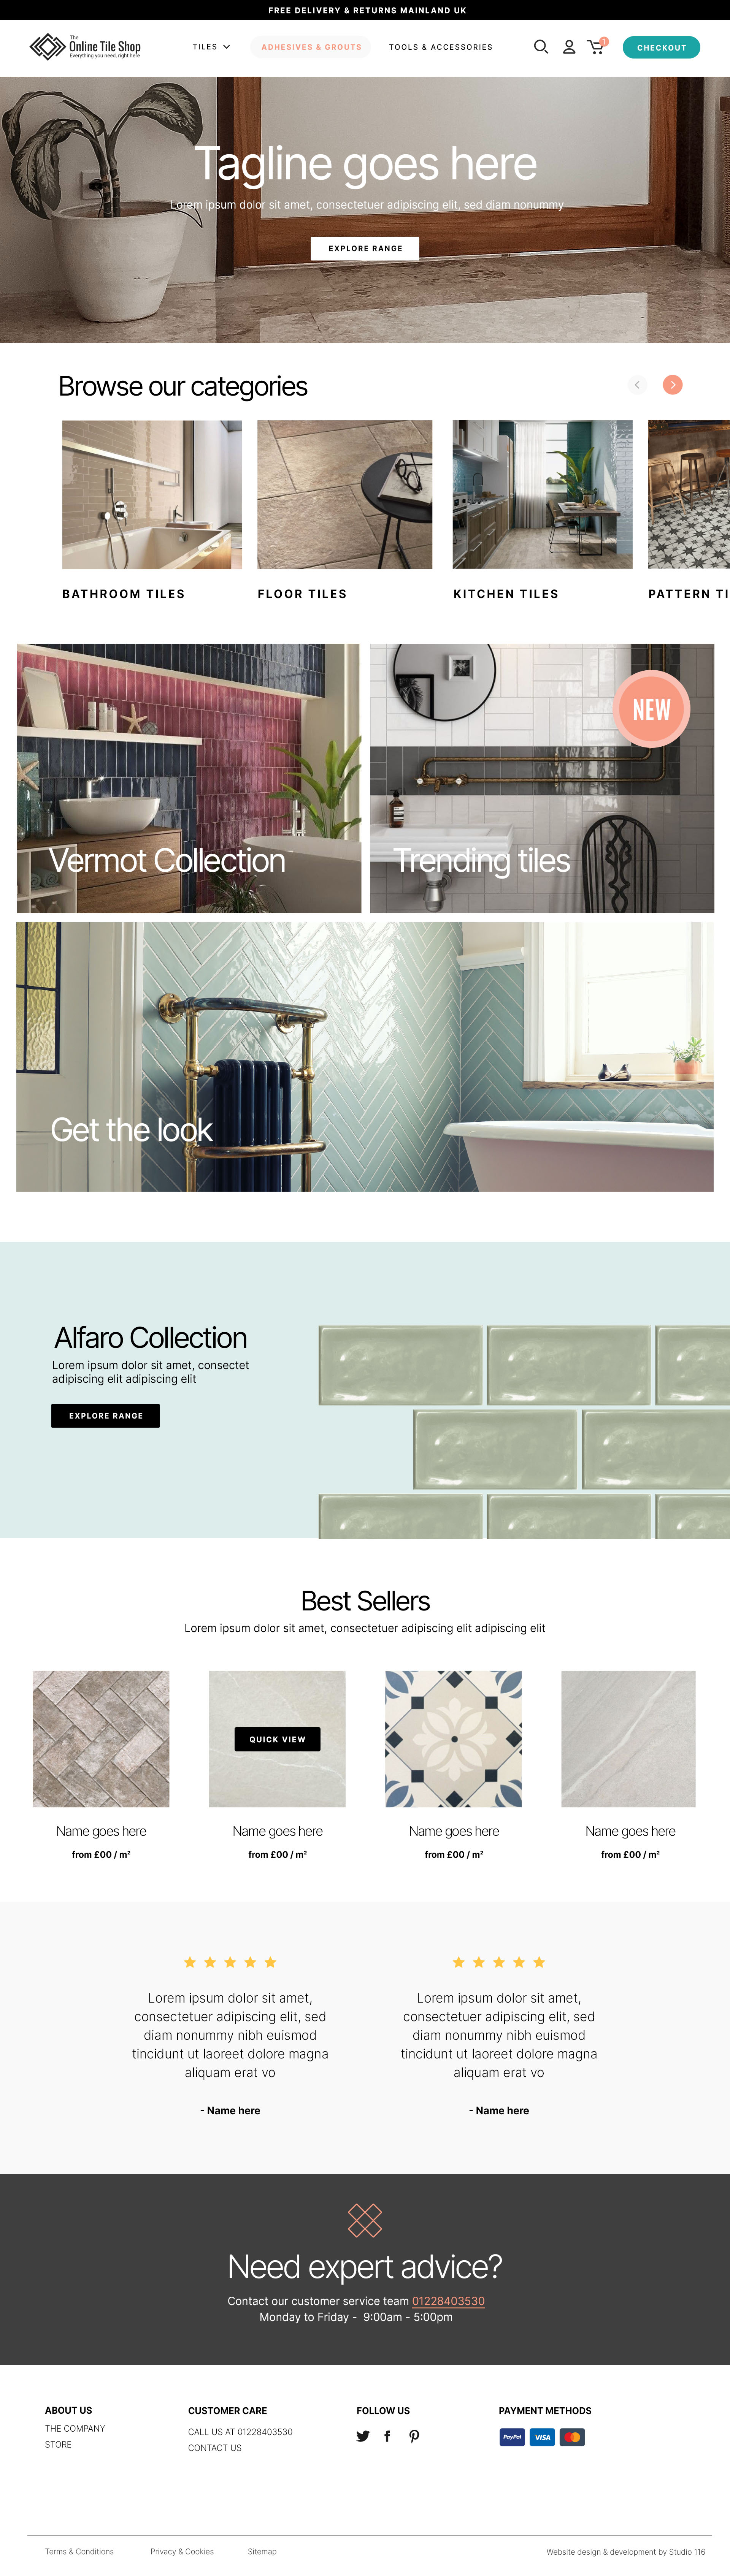 FREE DELIVERY & RETURNS MAINLAND UK
The
Online Tile Shop
Everything you need, right here
TILES
ADHESIVES & GROUTS
TOOLS & ACCESSORIES
1
CHECKOUT
Tagline goes here
Lorem ipsum dolor sit amet, consectetuer adipiscing elit, sed diam nonummy
EXPLORE RANGE
Browse our categories
BATHROOM TILES
FLOOR TILES
KITCHEN TILES
PATTERN TI
NEW
Vermot Collection
Trending tiles
Get the look
Alfaro Collection
Lorem ipsum dolor sit amet, consectet
adipiscing elit adipiscing elit
EXPLORE RANGE
Best Sellers
Lorem ipsum dolor sit amet, consectetuer adipiscing elit adipiscing elit
QUICK VIEW
Name goes here
from £00 / m²
Name goes here
from £00 / m²
Name goes here
from £00 / m²
Name goes here
from £00 / m²
Lorem ipsum dolor sit amet,
consectetuer adipiscing elit, sed
diam nonummy nibh euismod
tincidunt ut laoreet dolore magna
aliquam erat vo
- Name here
Lorem ipsum dolor sit amet,
consectetuer adipiscing elit, sed
diam nonummy nibh euismod
tincidunt ut laoreet dolore magna
aliquam erat vo
- Name here
Need expert advice?
Contact our customer service team 01228403530
Monday to Friday - 9:00am - 5:00pm
ABOUT US
THE COMPANY
STORE
CUSTOMER CARE
CALL US AT 01228403530
CONTACT US
FOLLOW US
PAYMENT METHODS
PayPal
VISA
Terms & Conditions
Privacy & Cookies
Sitemap
Website design & development by Studio 116